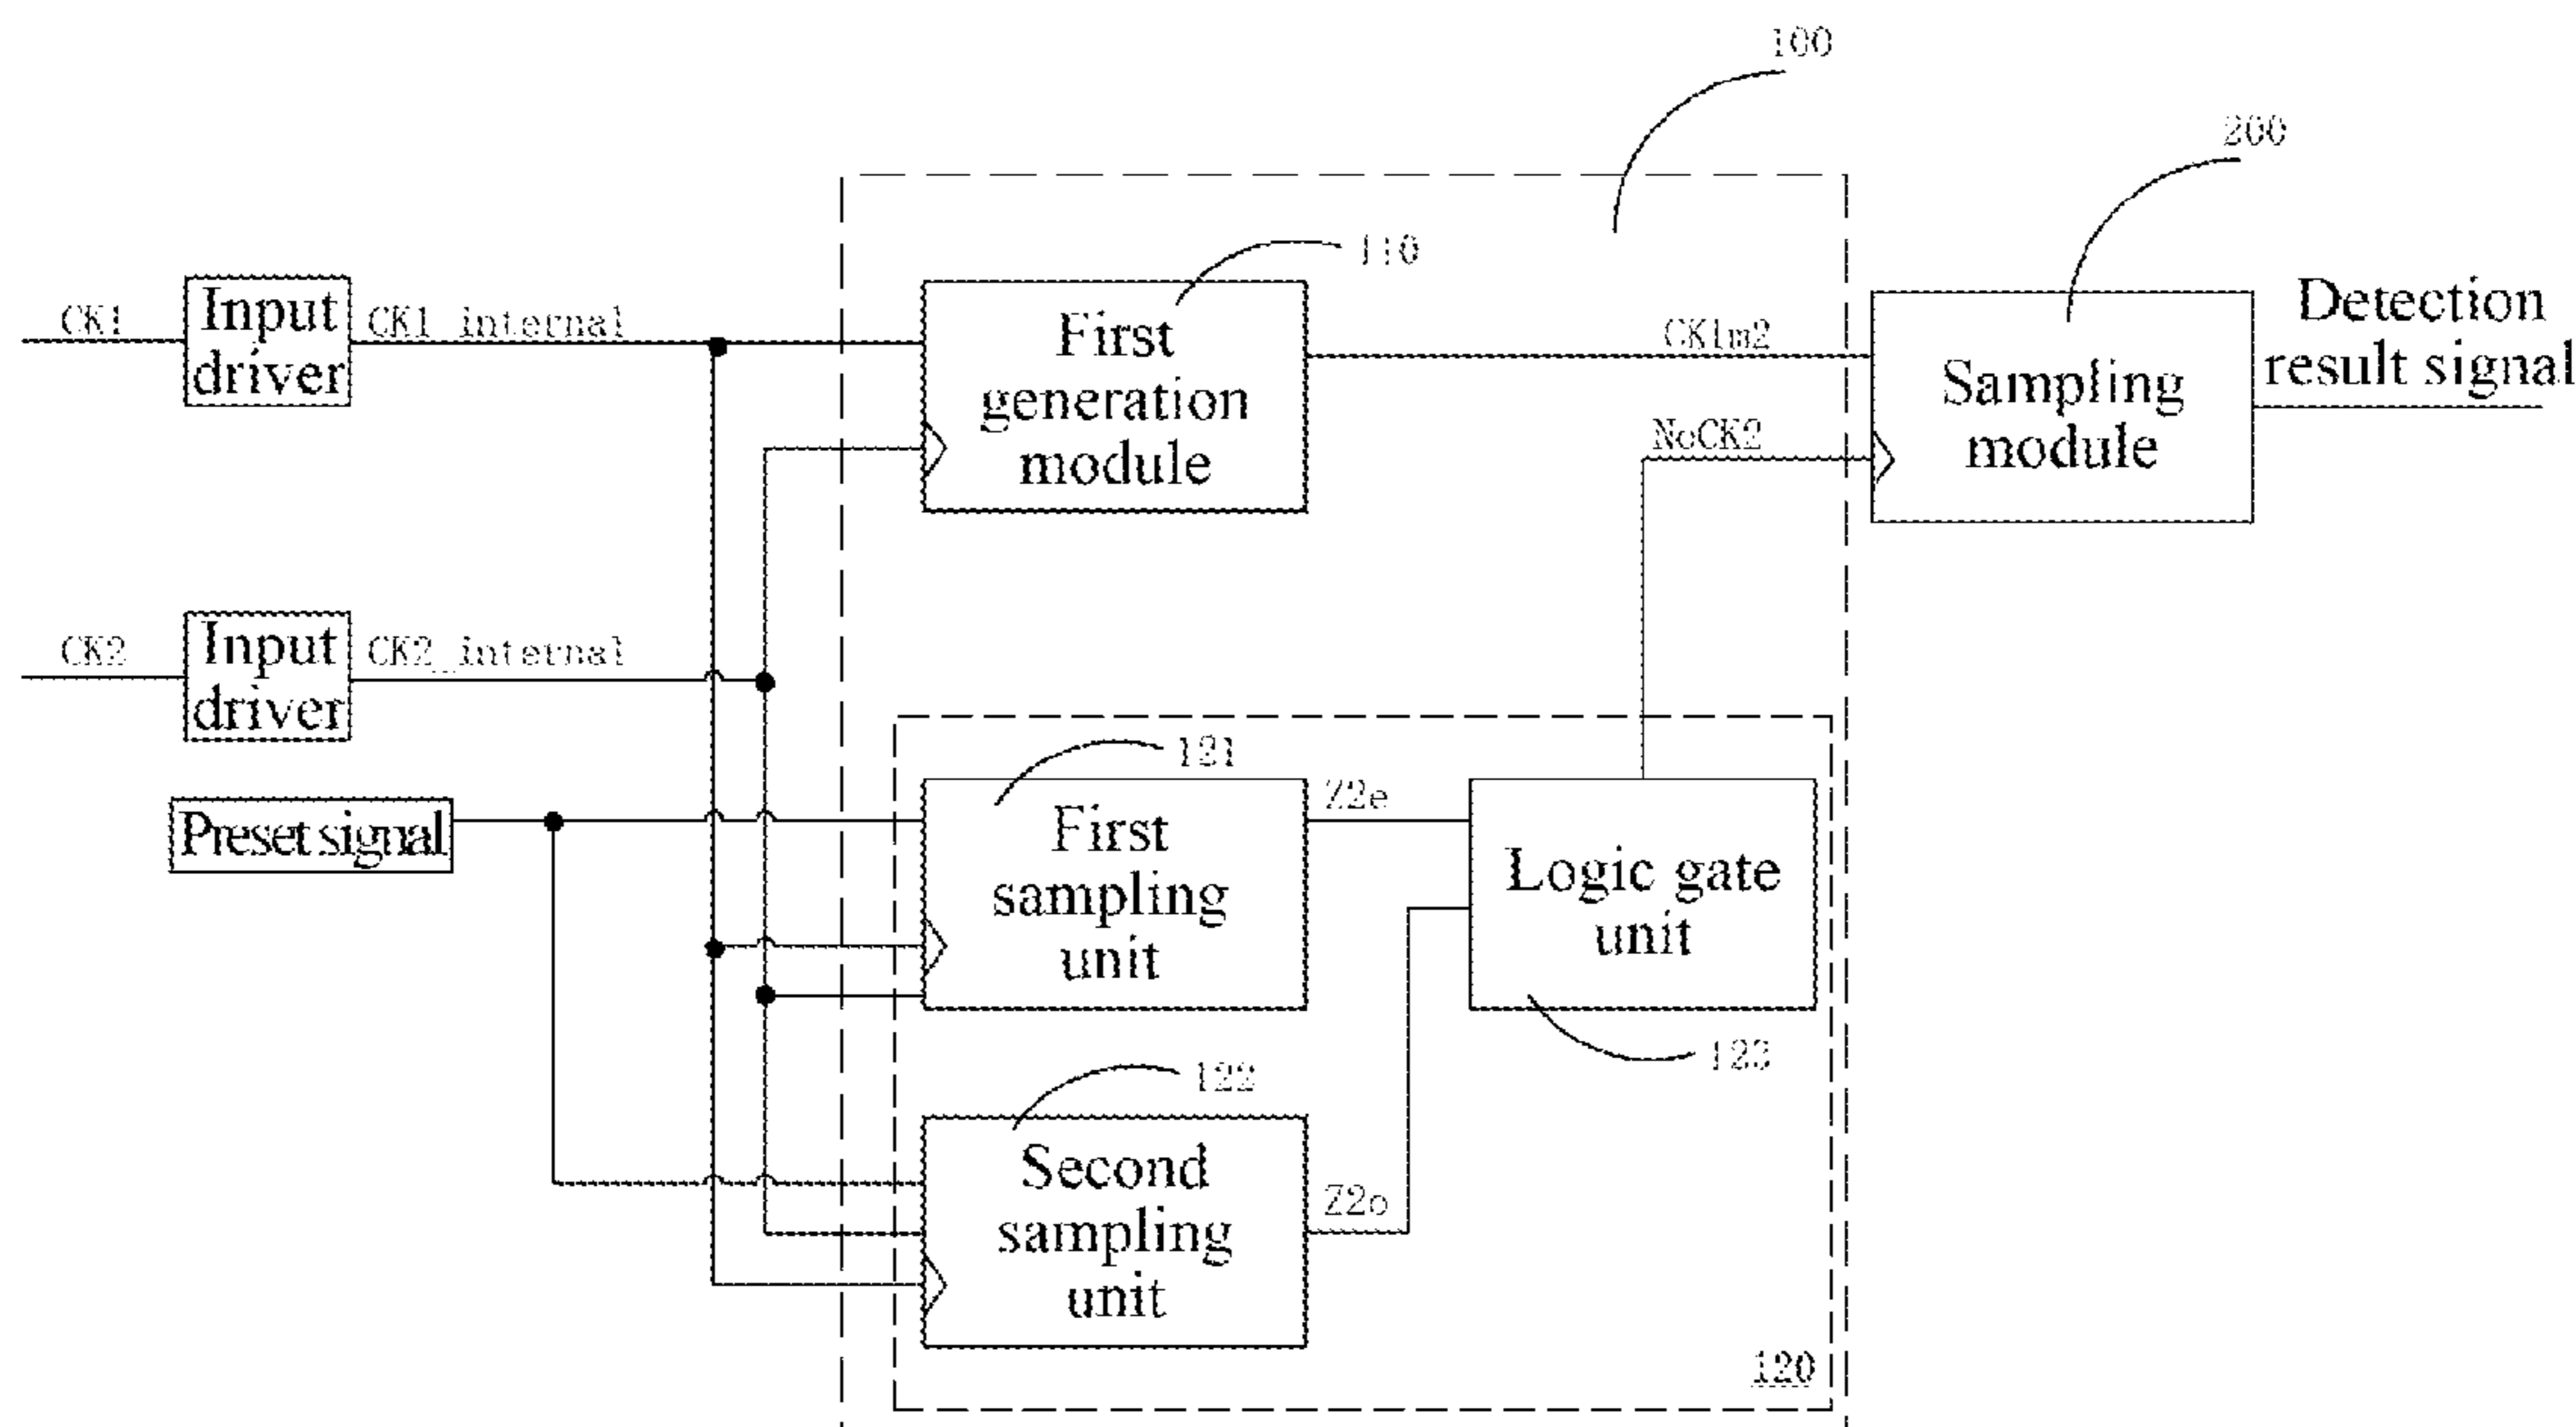 100
200
110
CK1
Input
driver
CK1_internal
First
generation
module
CK1m2
NoCK2
Sampling
module
Detection
result signal
CK2
Input
driver
CK2_internal
Preset signal
121
First
sampling
unit
Z2e
Logic gate
unit
123
122
Second
sampling
unit
Z2o
120